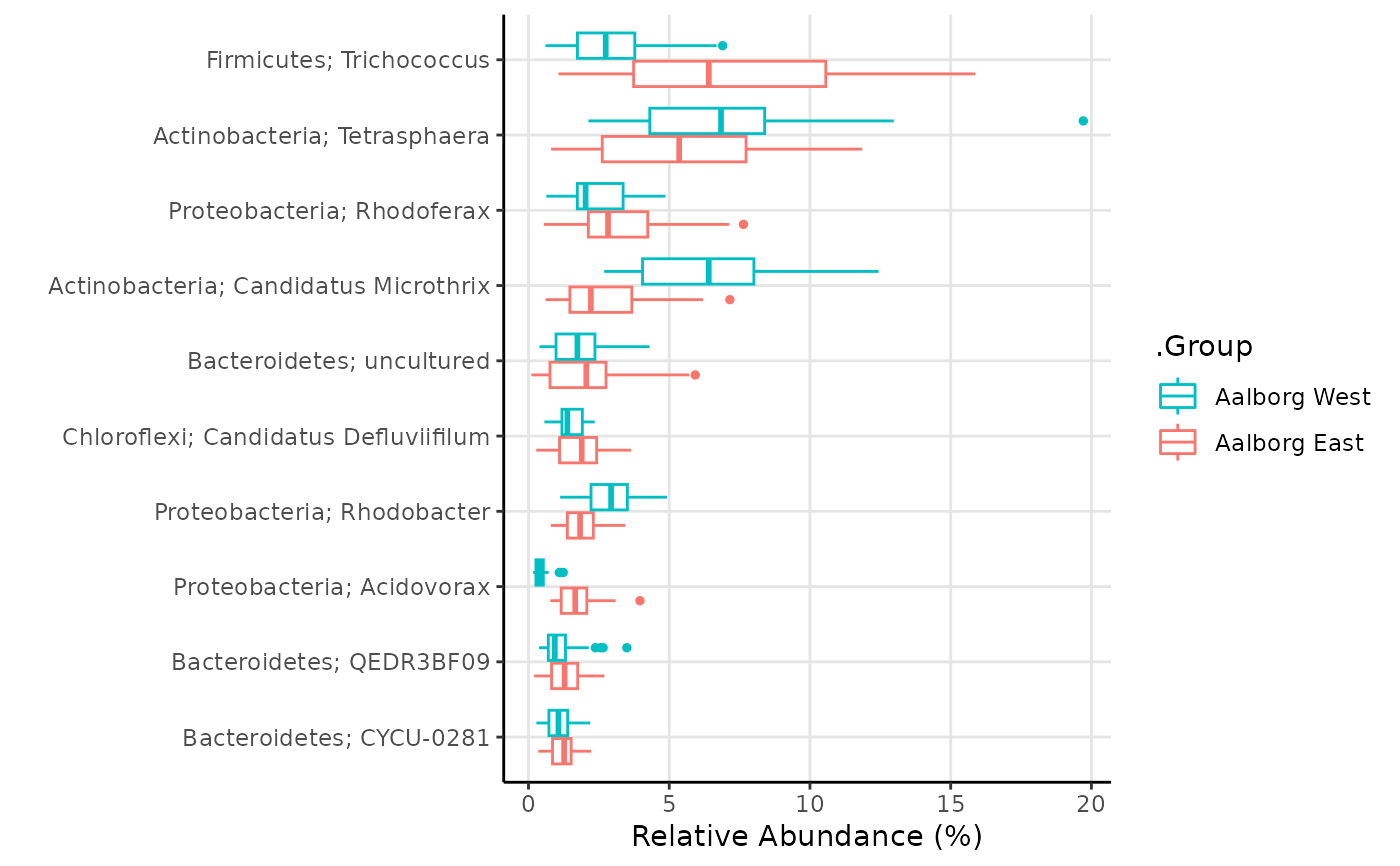 Firmicutes; Trichococcus
Actinobacteria; Tetrasphaera
Proteobacteria; Rhodoferax
Actinobacteria; Candidatus Microthrix
Bacteroidetes; uncultured
Chloroflexi; Candidatus Defluviifilum
Proteobacteria; Rhodobacter
Proteobacteria; Acidovorax
Bacteroidetes; QEDR3BF09
Bacteroidetes; CYCU-0281
0 5 10 15 20
Relative Abundance (%)
.Group
Aalborg West
Aalborg East